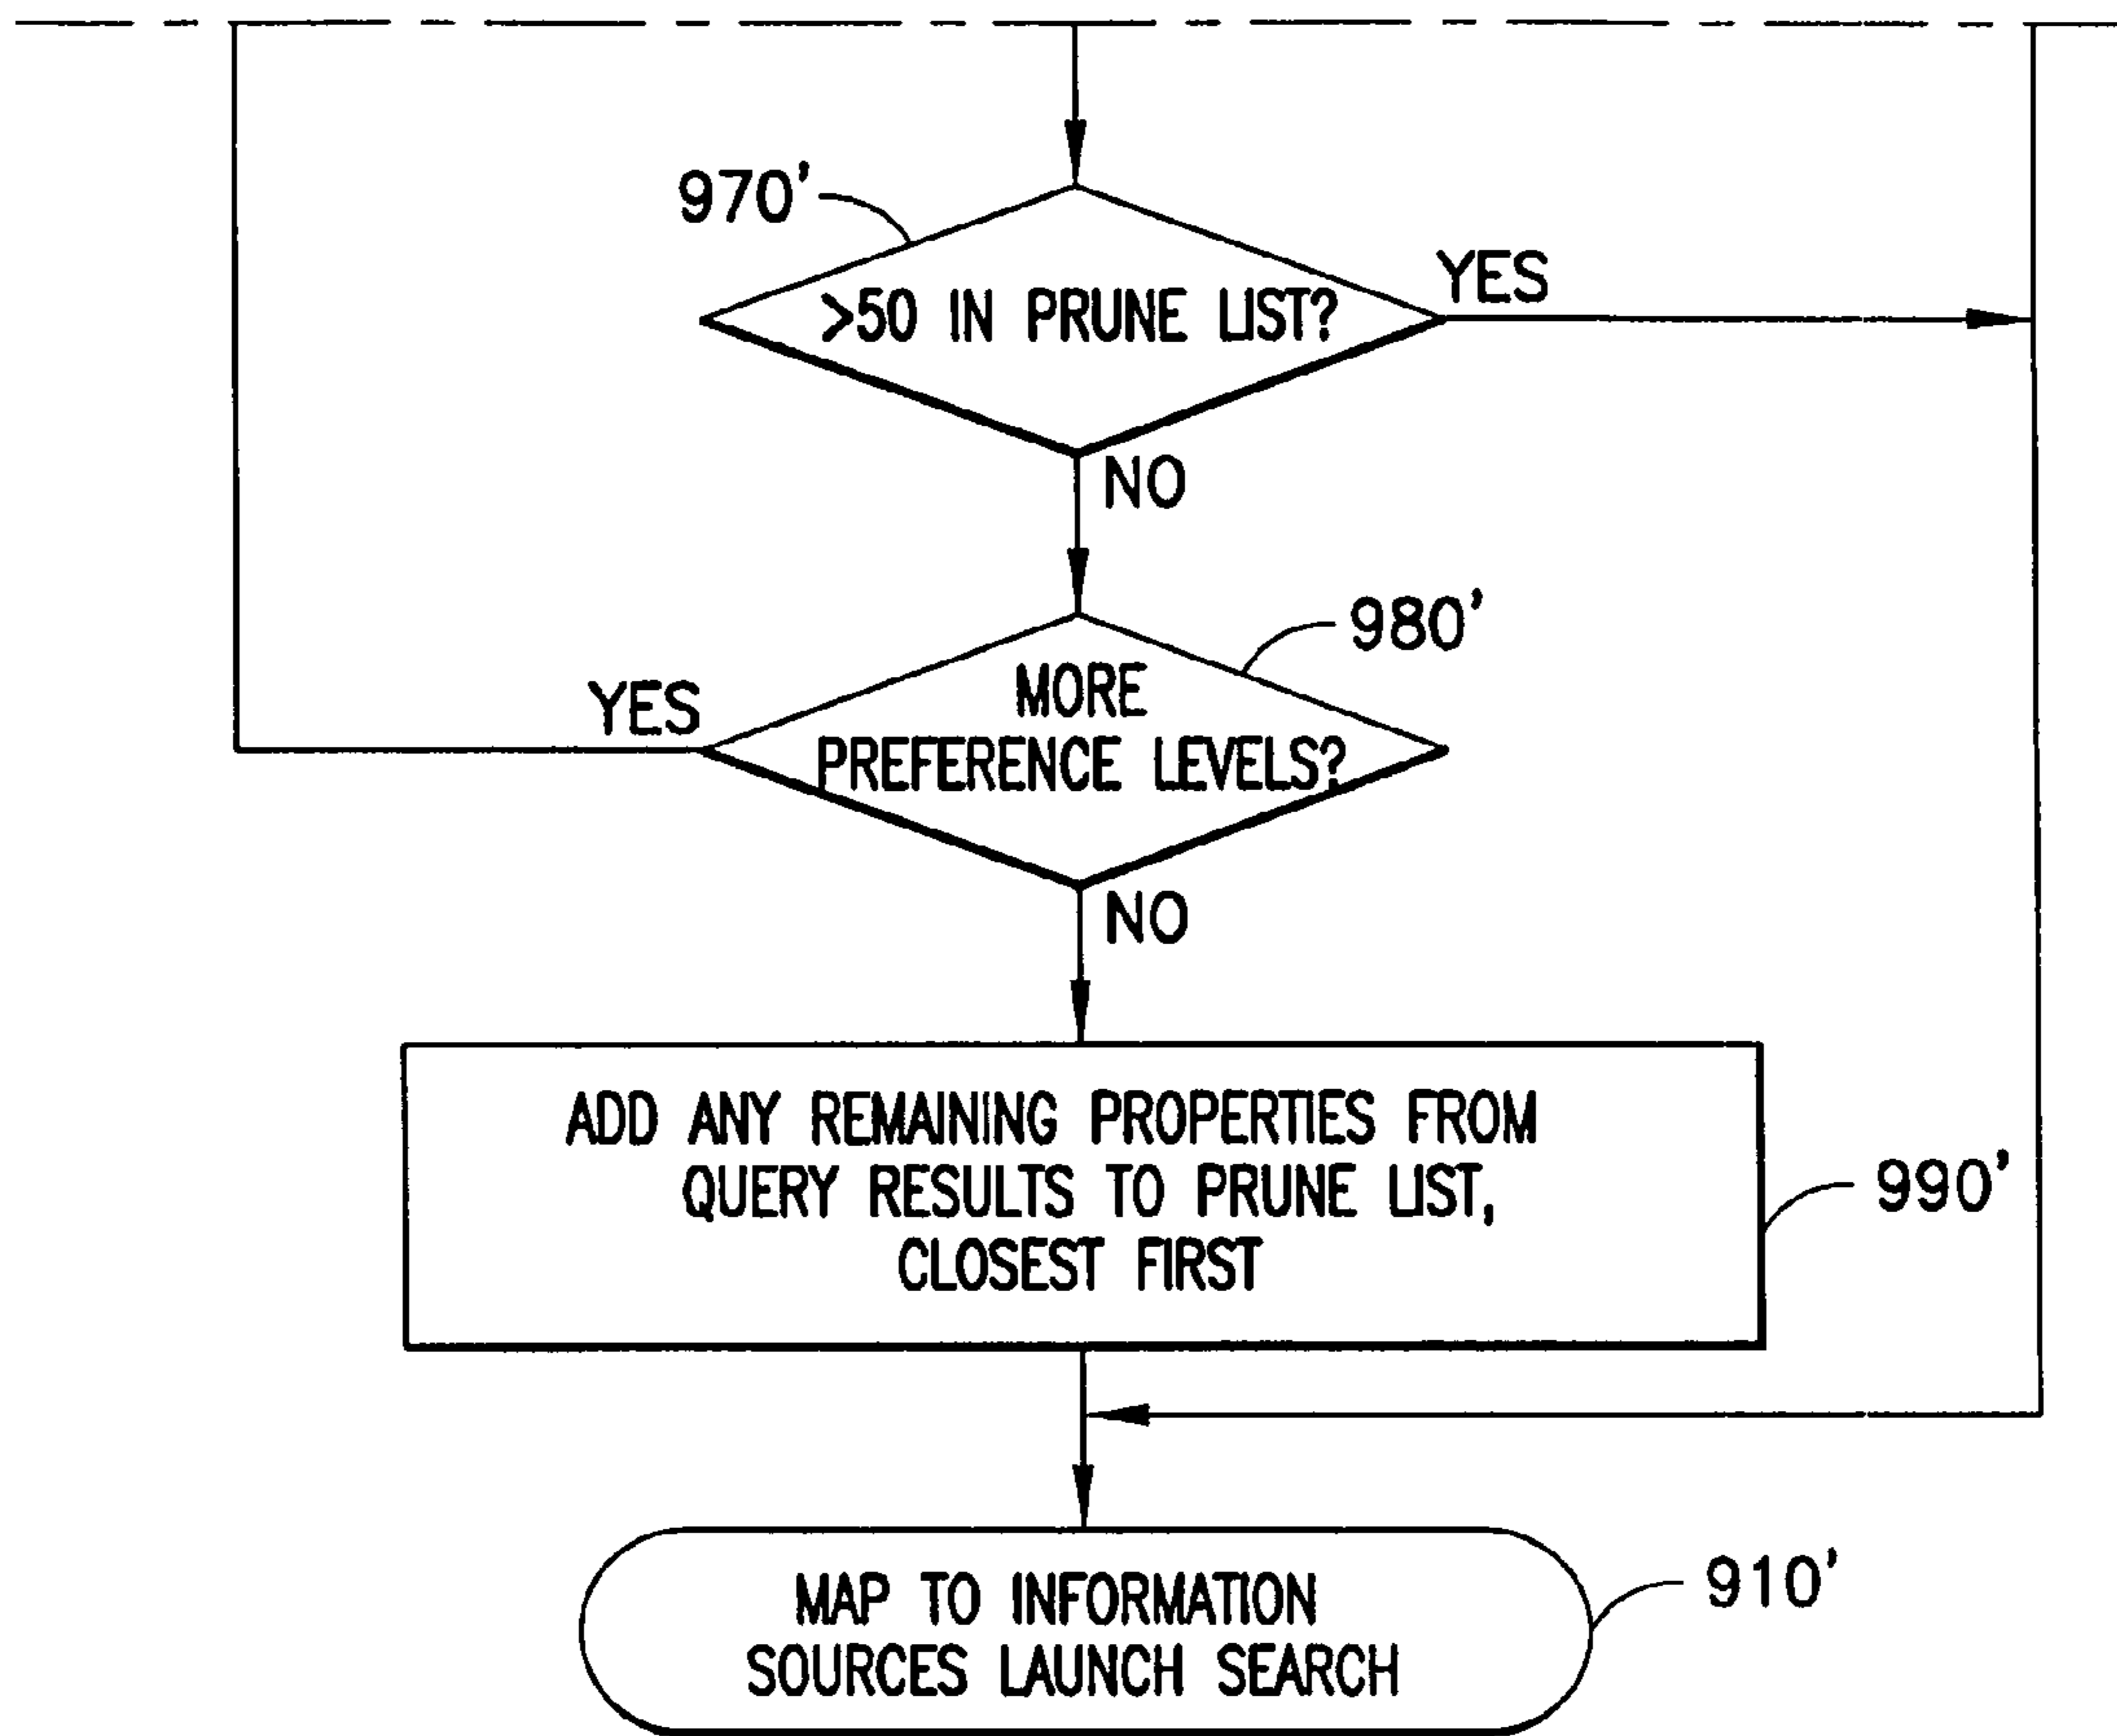 970'
>50 IN PRUNE LIST?
YES
NO
980'
MORE
PREFERENCE LEVELS?
YES
NO
ADD ANY REMAINING PROPERTIES FROM
QUERY RESULTS TO PRUNE LIST,
CLOSEST FIRST
990'
MAP TO INFORMATION
SOURCES LAUNCH SEARCH
910'